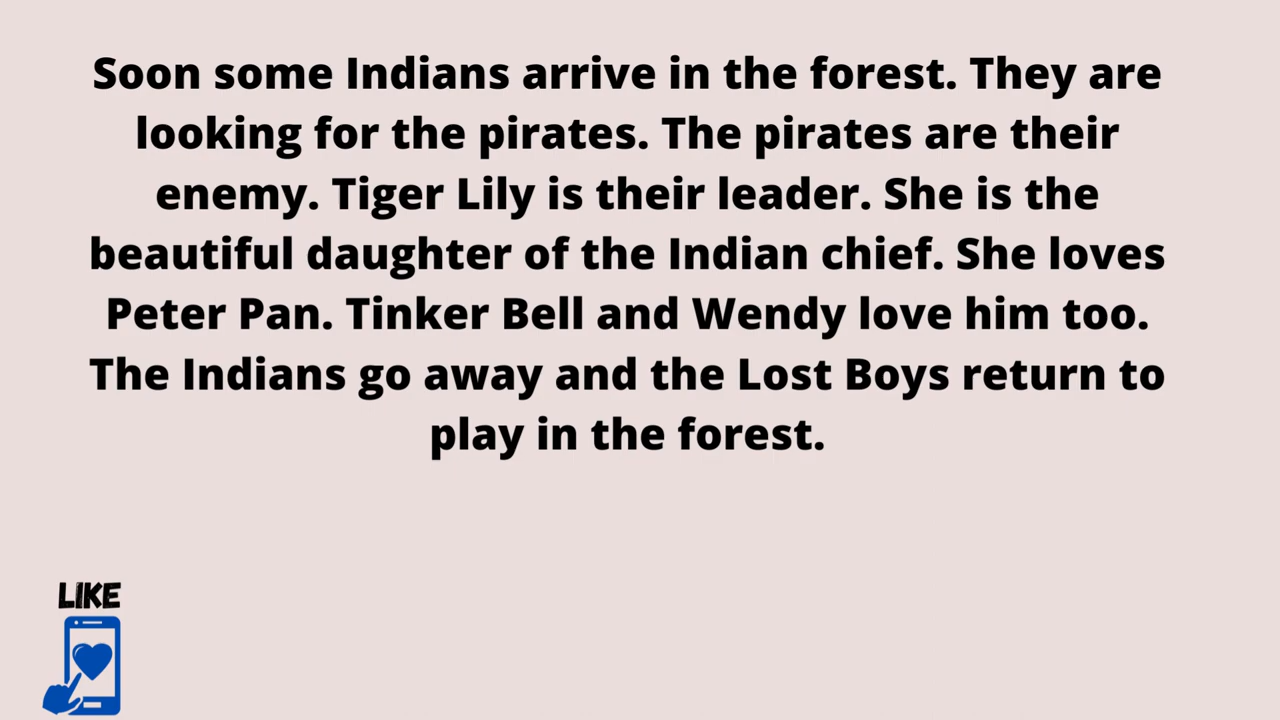 Soon some Indians arrive in the forest. They are
looking for the pirates. The pirates are their
enemy. Tiger Lily is their leader. She is the
beautiful daughter of the Indian chief. She loves
Peter Pan. Tinker Bell and Wendy love him too.
The Indians go away and the Lost Boys return to
play in the forest.
LIKE